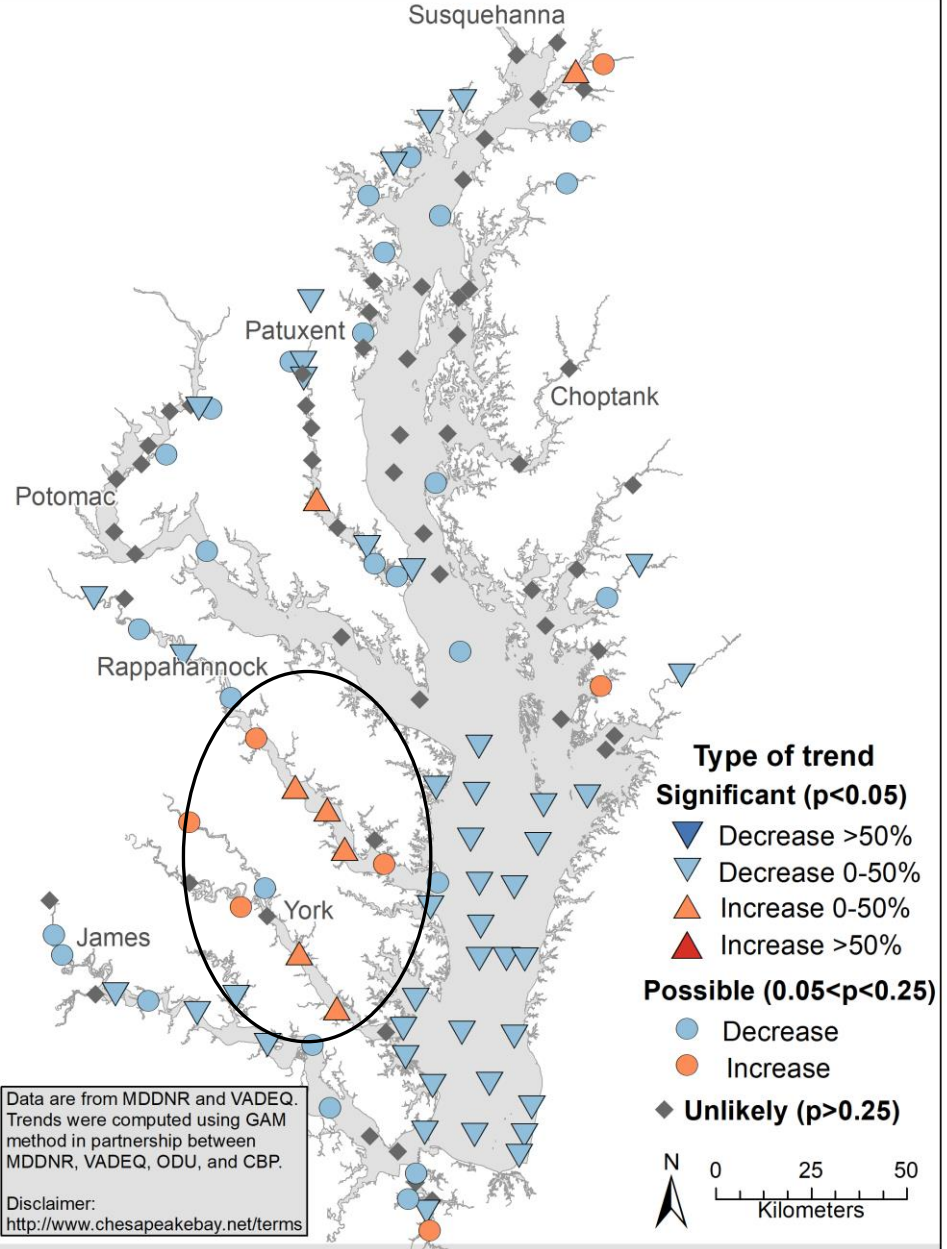 Susquehanna
Patuxent
Choptank
Potomac
Rappahannock
York
James
Type of trend
Significant (p<0.05)
Decrease >50%
Decrease 0-50%
Increase 0-50%
Increase >50%
Possible (0.05<p<0.25)
Decrease
Increase
Unlikely (p>0.25)
N
0 25 50
Kilometers
Data are from MDDNR and VADEQ.
Trends were computed using GAM
method in partnership between
MDDNR, VADEQ, ODU, and CBP.
Disclaimer:
http://www.chesapeakebay.net/terms